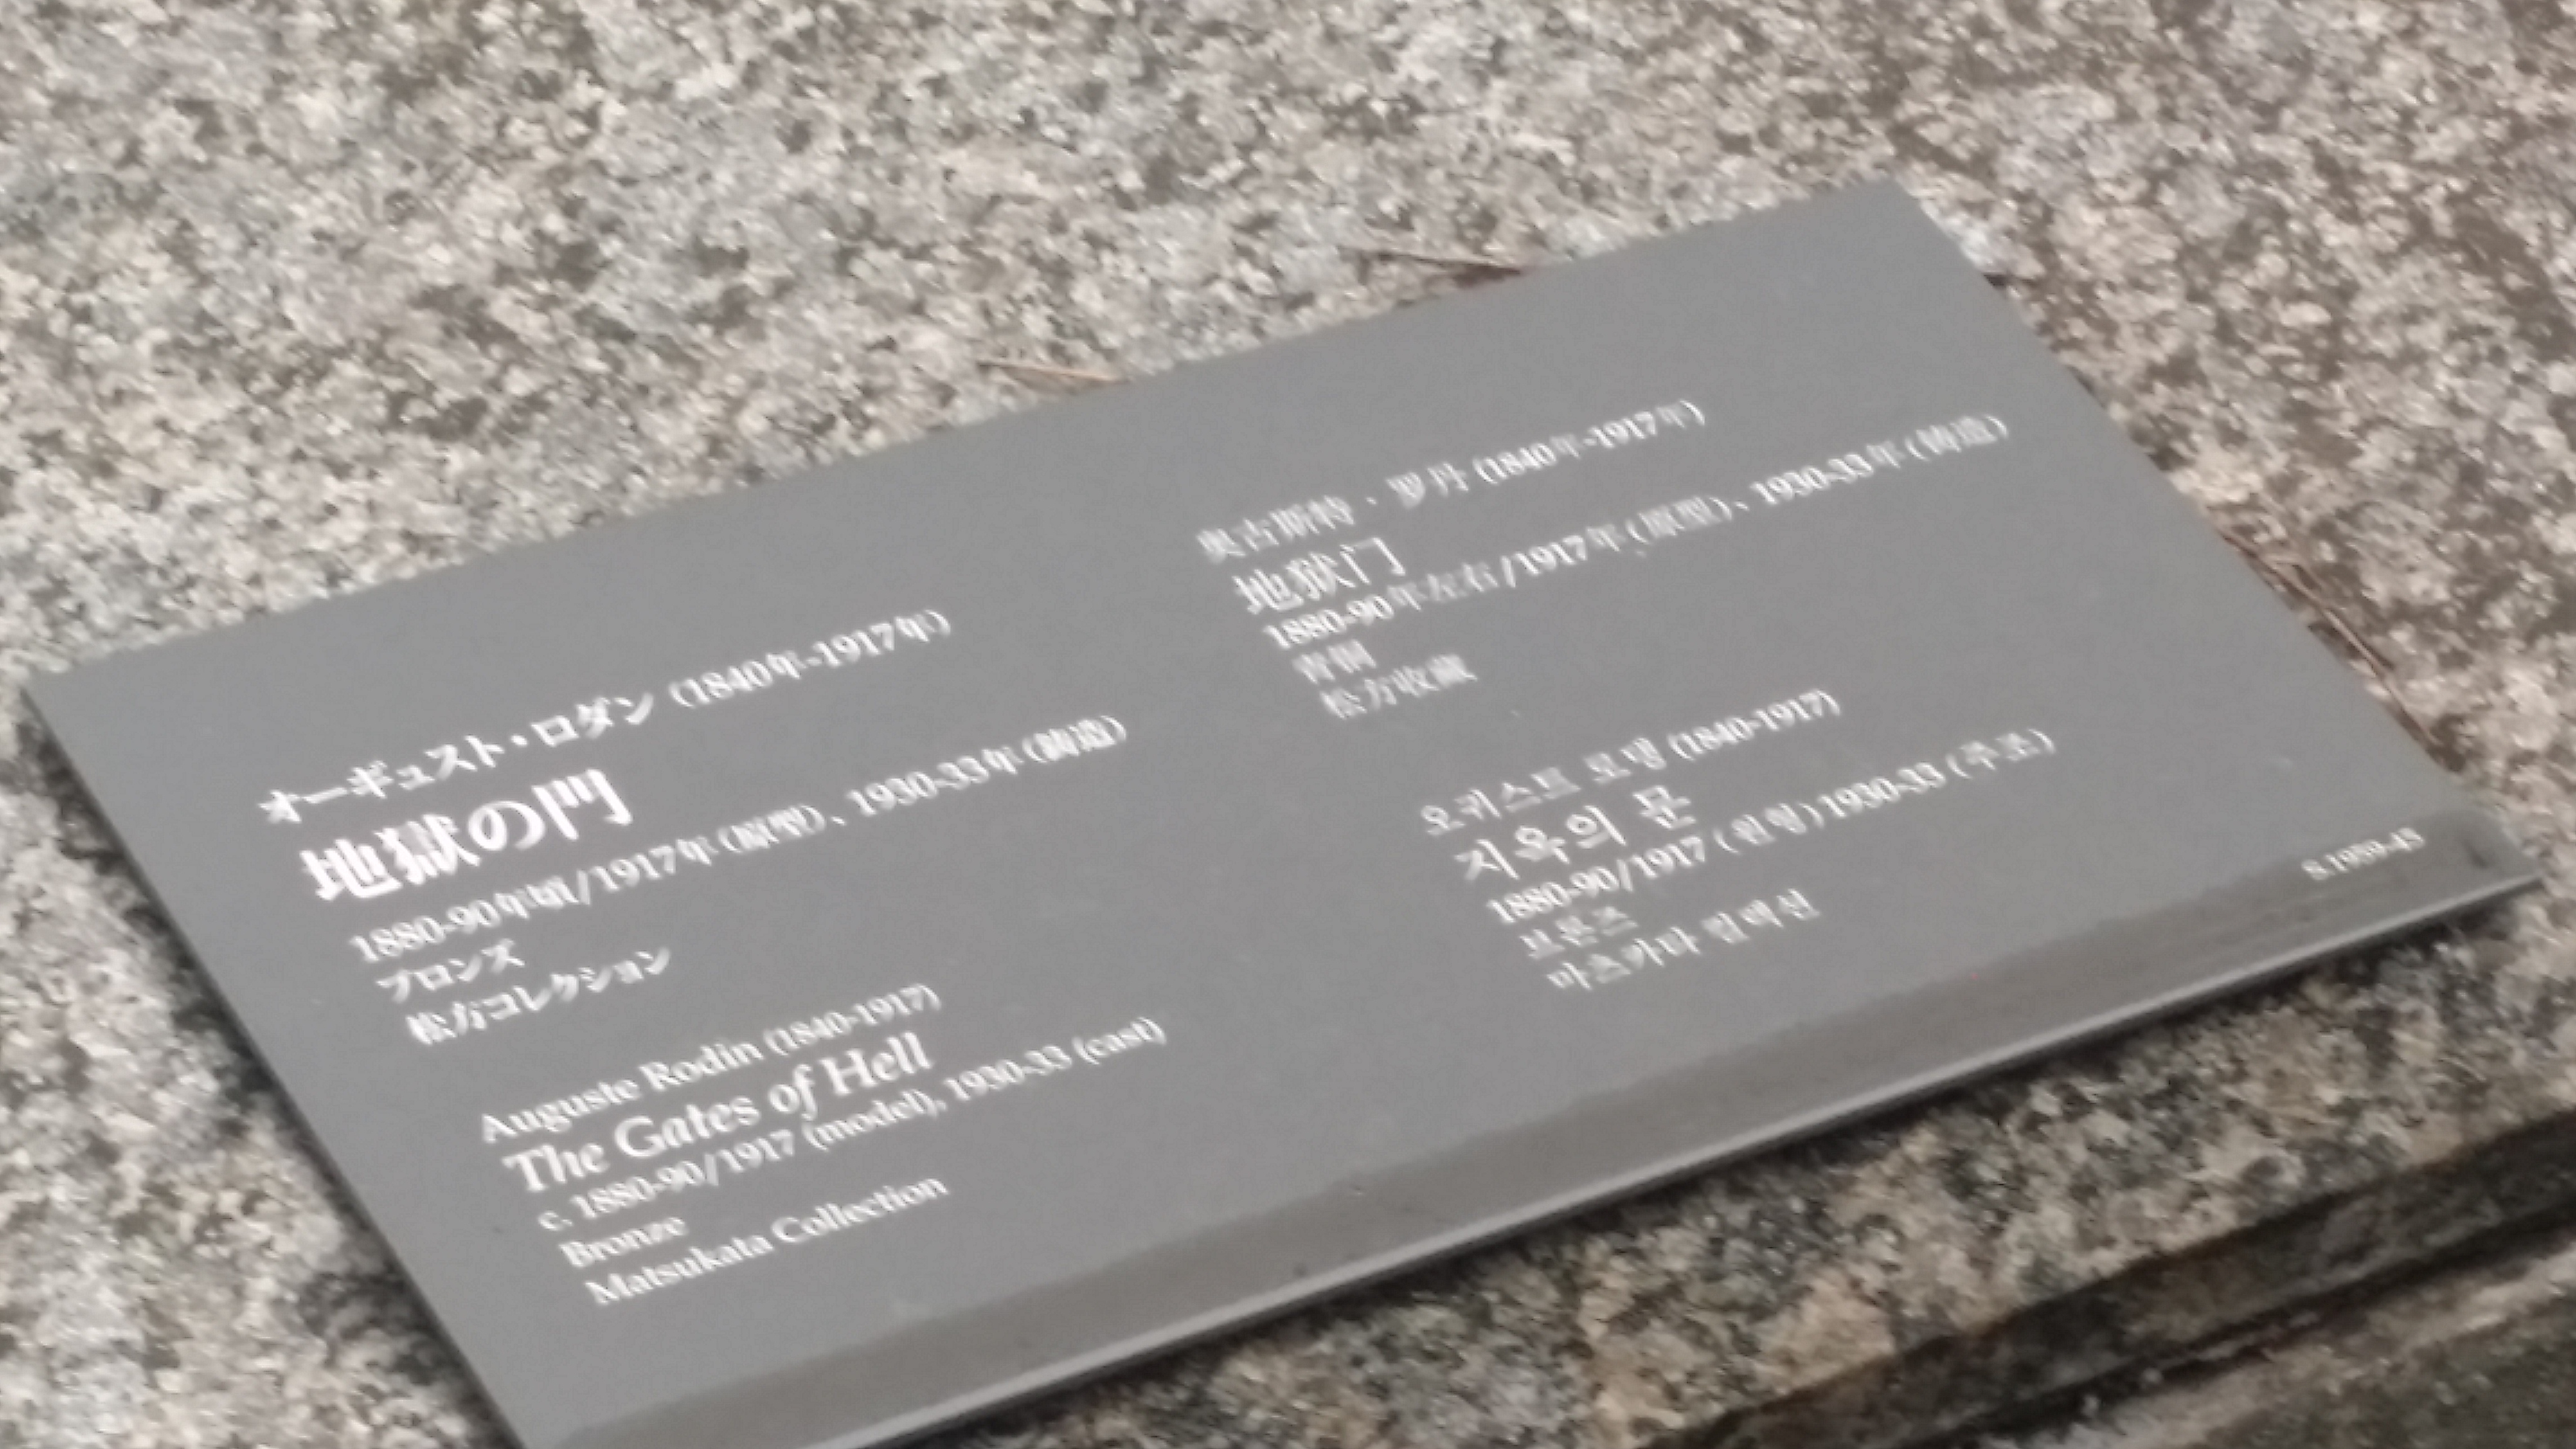 オーギュスト・ロダン (1840年-1917年)
地獄の門
1880-90年頃/1917年 (原型)、1930-33年 (鋳造)
ブロンズ
松方コレクション
Auguste Rodin (1840-1917)
The Gates of Hell
c. 1880-90/1917 (model), 1930-33 (cast)
Bronze
Matsukata Collection
奥古斯特・罗丹 (1840年-1917年)
地狱门
1880-90年左右/1917年 (原型)、1930-33年 (铸造)
青铜
松方收藏
오귀스트 로댕 (1840-1917)
지옥의 문
1880-90/1917 (원형) 1930-33 (주조)
브론즈
마츠카타 컬렉션
S.1959-45